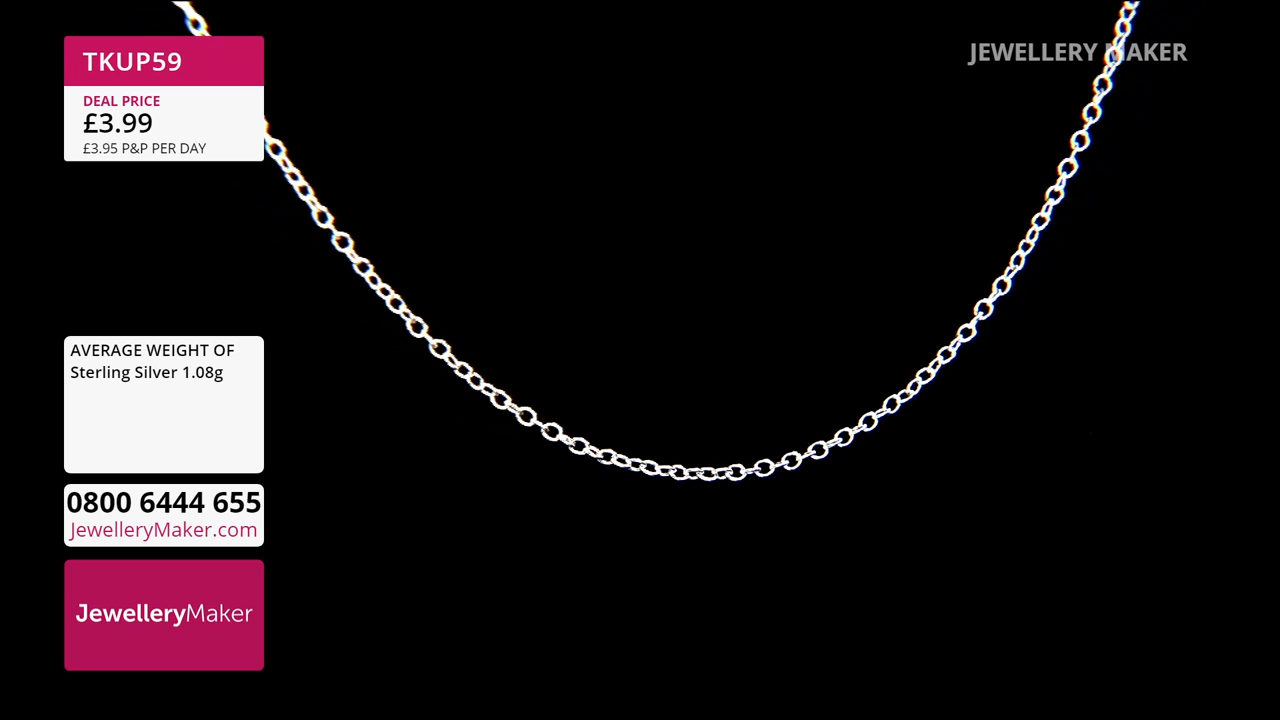 TKUP59
DEAL PRICE
£3.99
£3.95 P&P PER DAY
JEWELLERY MAKER
AVERAGE WEIGHT OF
Sterling Silver 1.08g
0800 6444 655
JewelleryMaker.com
JewelleryMaker